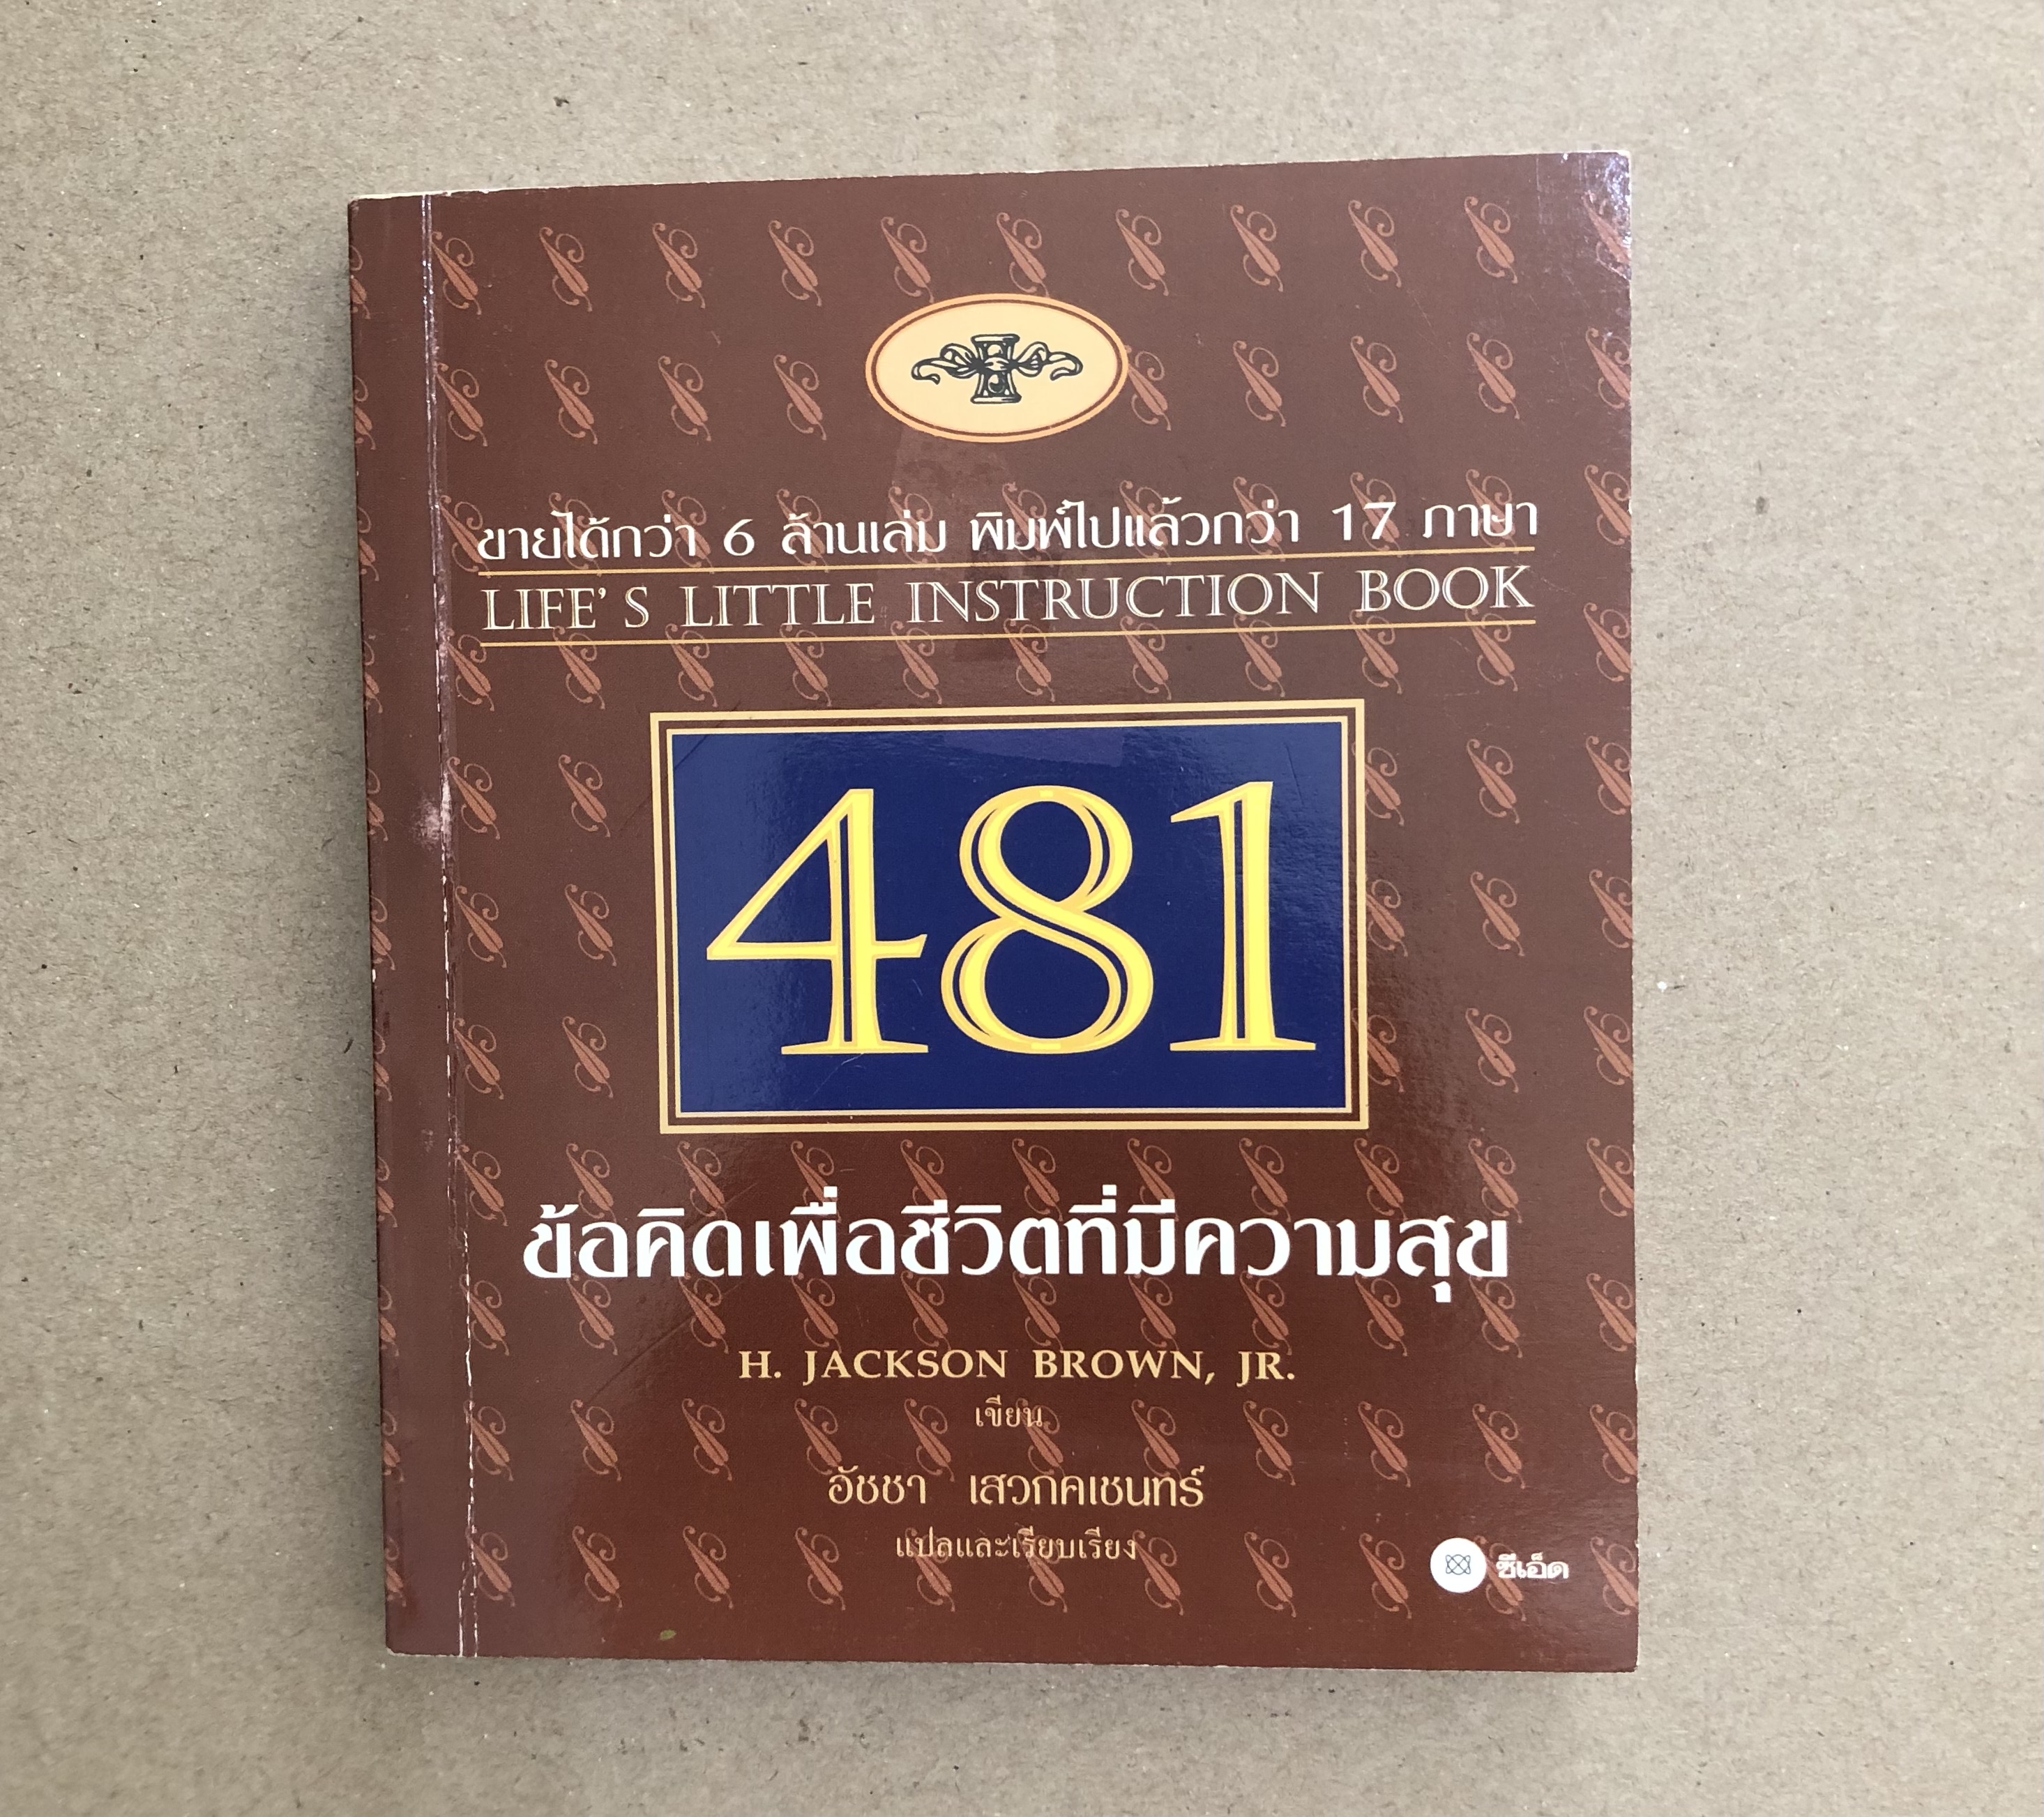 ขายได้กว่า 6 ล้านเล่ม พิมพ์ไปแล้วกว่า 17 ภาษา
LIFE'S LITTLE INSTRUCTION BOOK
481
ข้อคิดเพื่อชีวิตที่มีความสุข
H. JACKSON BROWN, JR.
เขียน
อัชชา เสวกคเชนทร์
แปลและเรียบเรียง
ซีเอ็ด